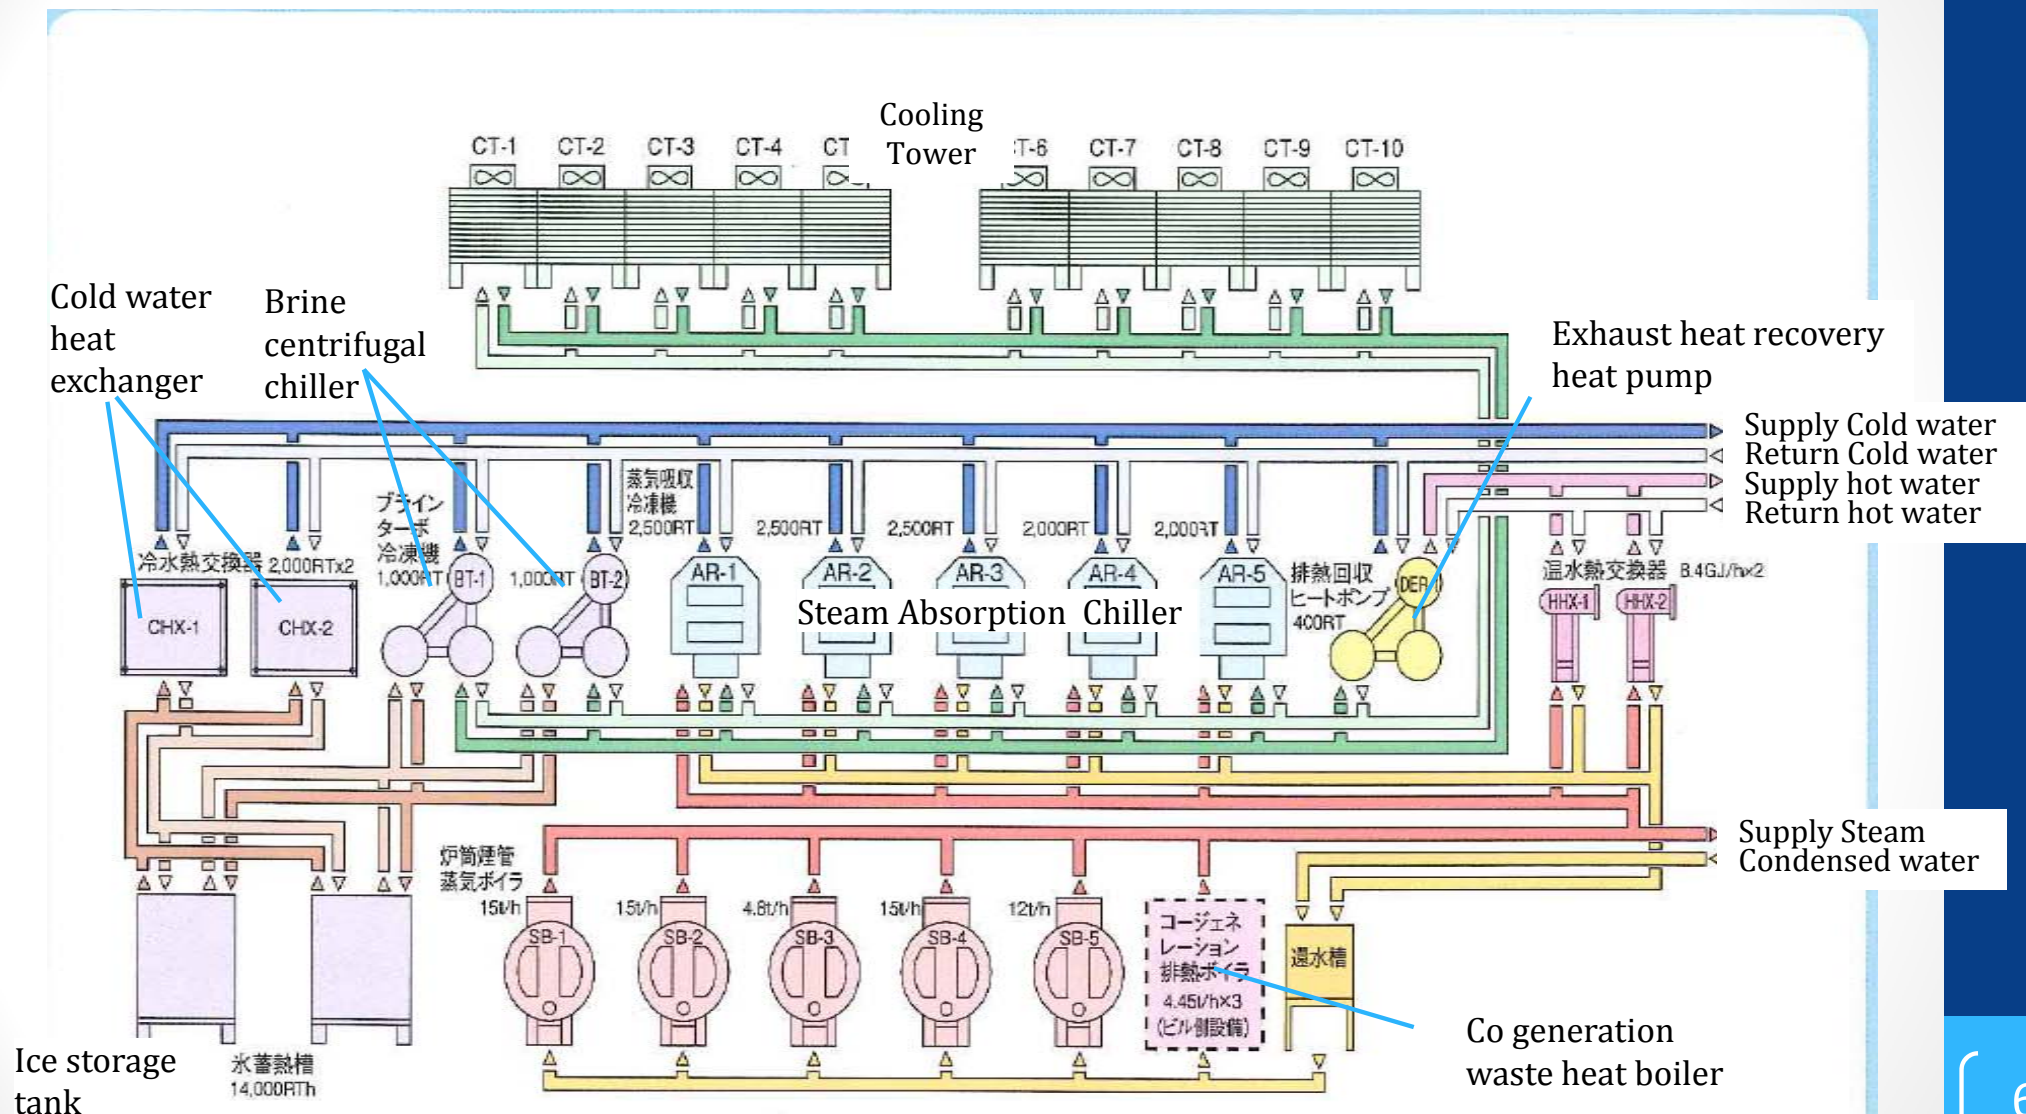 Cooling
Tower
CT-1
CT-2
CT-3
CT-4
CT
T-6
CT-7
CT-8
CT-9
CT-10
Cold water
heat
exchanger
Brine
centrifugal
chiller
Exhaust heat recovery
heat pump
Supply Cold water
Return Cold water
Supply hot water
Return hot water
ブライン
ターボ
冷凍機
1,000RT
BT-1
1,000RT
BT-2
蒸気吸収
冷凍機
2,500RT
2,500RT
2,500RT
2,000RT
2,000RT
冷水熱交換器 2,000RTx2
CHX-1
CHX-2
AR-1
AR-2
AR-3
AR-4
AR-5
Steam Absorption Chiller
排熱回収
ヒートポンプ
400RT
温水熱交換器 8.4GJ/h×2
HHX-1
HHX-2
Supply Steam
Condensed water
炉筒煙管
蒸気ボイラ
15t/h
15t/h
4.8t/h
15t/h
12t/h
SB-1
SB-2
SB-3
SB-4
SB-5
コージェネ
レーション
排熱ボイラ
4.45t/h×3
(ビル側設備)
還水槽
Co generation
waste heat boiler
Ice storage
tank
氷蓄熱槽
14,000RTh